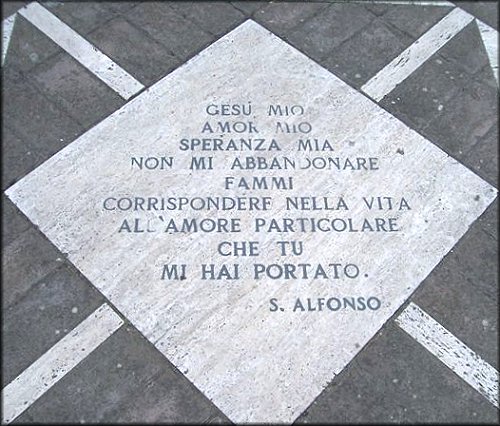 GESÙ MIO
AMOR MIO
SPERANZA MIA
NON MI ABBANDONARE
FAMMI
CORRISPONDERE NELLA VITA
ALL'AMORE PARTICOLARE
CHE TU
MI HAI PORTATO.
S. ALFONSO